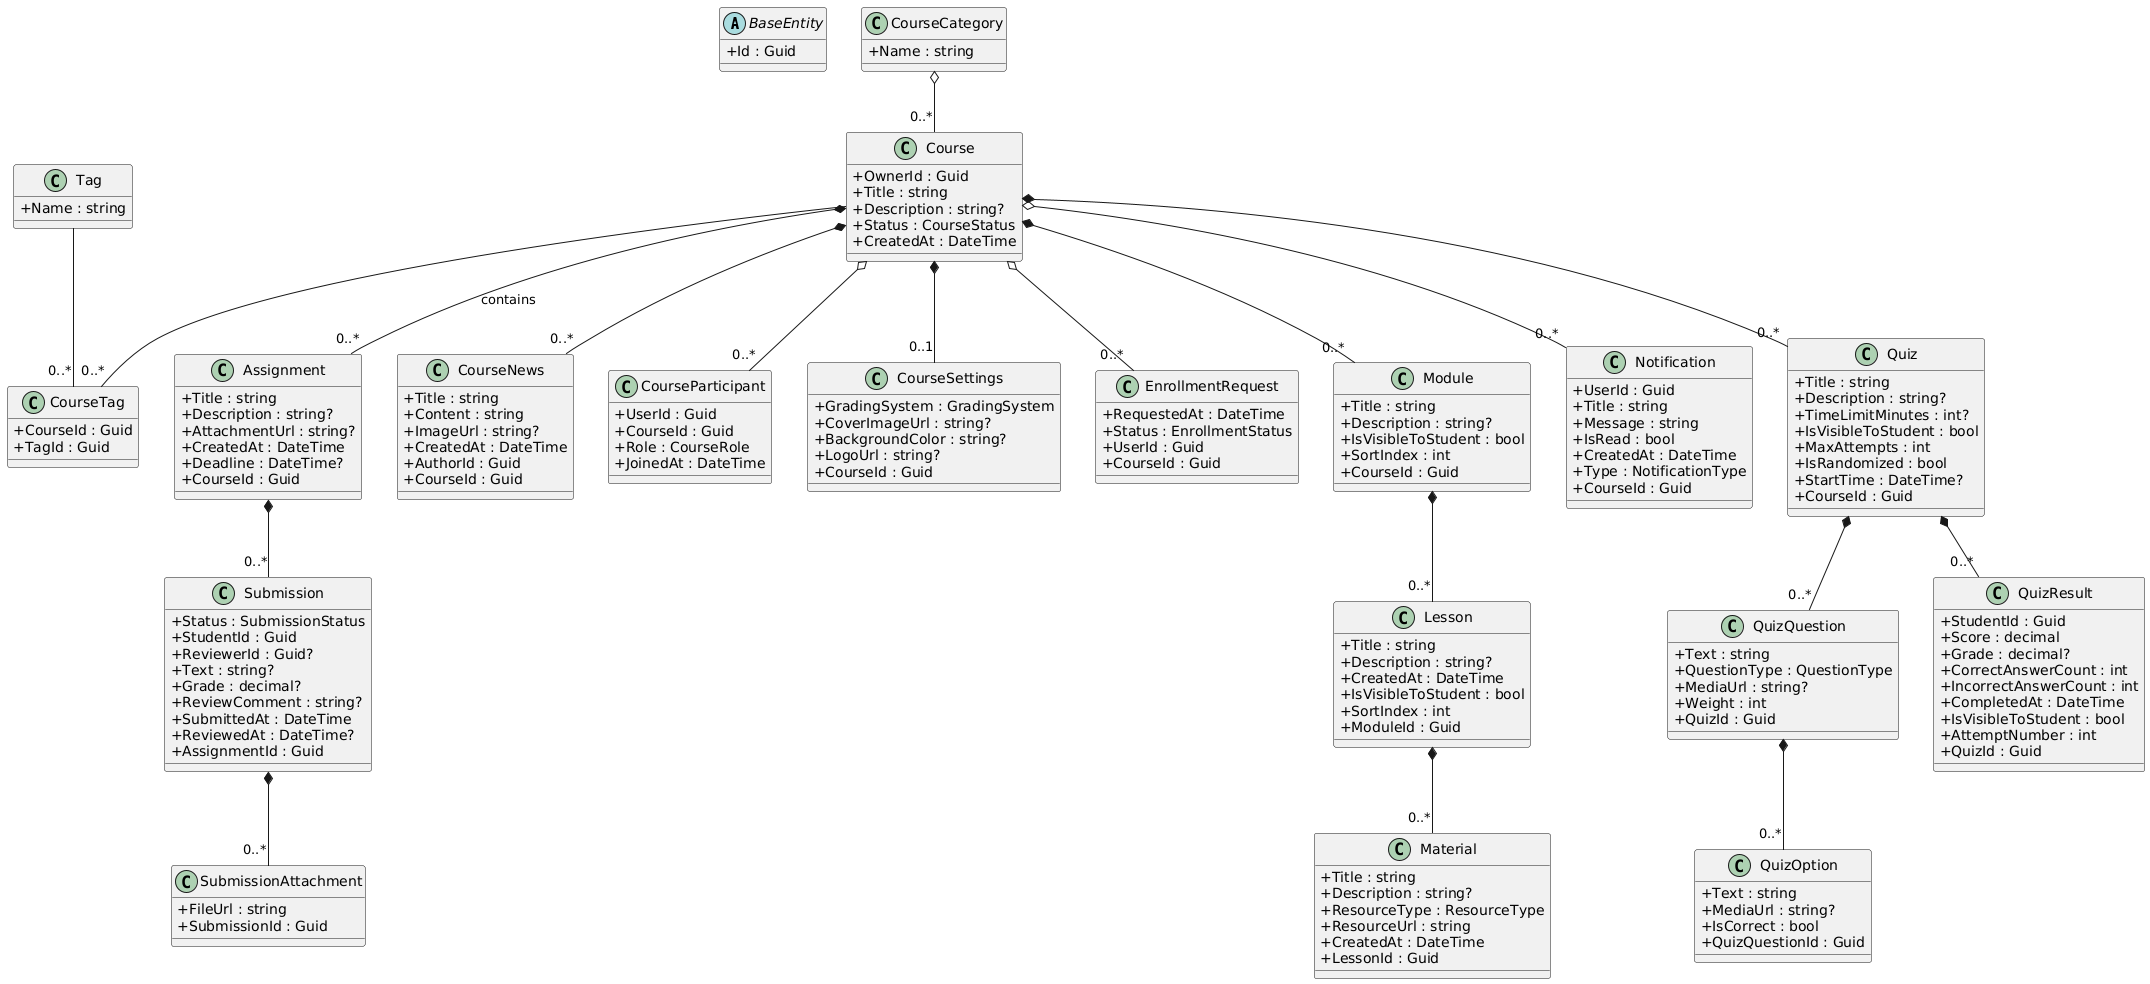 A BaseEntity
+Id : Guid
C CourseCategory
+Name : string
0..*
C Course
+OwnerId : Guid
+Title : string
+Description : string?
+Status : CourseStatus
+CreatedAt : DateTime
C Tag
+Name : string
contains
0..*
0..*
0..*
0..*
0..*
0..1
0..*
0..*
0..*
0..*
C CourseTag
+CourseId : Guid
+TagId : Guid
C Assignment
+Title : string
+Description : string?
+AttachmentUrl : string?
+CreatedAt : DateTime
+Deadline : DateTime?
+CourseId : Guid
C CourseNews
+Title : string
+Content : string
+ImageUrl : string?
+CreatedAt : DateTime
+AuthorId : Guid
+CourseId : Guid
C CourseParticipant
+UserId : Guid
+CourseId : Guid
+Role : CourseRole
+JoinedAt : DateTime
C CourseSettings
+GradingSystem : GradingSystem
+CoverImageUrl : string?
+BackgroundColor : string?
+LogoUrl : string?
+CourseId : Guid
C EnrollmentRequest
+RequestedAt : DateTime
+Status : EnrollmentStatus
+UserId : Guid
+CourseId : Guid
C Module
+Title : string
+Description : string?
+IsVisibleToStudent : bool
+SortIndex : int
+CourseId : Guid
C Notification
+UserId : Guid
+Title : string
+Message : string
+IsRead : bool
+CreatedAt : DateTime
+Type : NotificationType
+CourseId : Guid
C Quiz
+Title : string
+Description : string?
+TimeLimitMinutes : int?
+IsVisibleToStudent : bool
+MaxAttempts : int
+IsRandomized : bool
+StartTime : DateTime?
+CourseId : Guid
0..*
0..*
0..*
0..*
C Submission
+Status : SubmissionStatus
+StudentId : Guid
+ReviewerId : Guid?
+Text : string?
+Grade : decimal?
+ReviewComment : string?
+SubmittedAt : DateTime
+ReviewedAt : DateTime?
+AssignmentId : Guid
C Lesson
+Title : string
+Description : string?
+CreatedAt : DateTime
+IsVisibleToStudent : bool
+SortIndex : int
+ModuleId : Guid
C QuizQuestion
+Text : string
+QuestionType : QuestionType
+MediaUrl : string?
+Weight : int
+QuizId : Guid
C QuizResult
+StudentId : Guid
+Score : decimal
+Grade : decimal?
+CorrectAnswerCount : int
+IncorrectAnswerCount : int
+CompletedAt : DateTime
+IsVisibleToStudent : bool
+AttemptNumber : int
+QuizId : Guid
0..*
0..*
0..*
C SubmissionAttachment
+FileUrl : string
+SubmissionId : Guid
C Material
+Title : string
+Description : string?
+ResourceType : ResourceType
+ResourceUrl : string
+CreatedAt : DateTime
+LessonId : Guid
C QuizOption
+Text : string
+MediaUrl : string?
+IsCorrect : bool
+QuizQuestionId : Guid